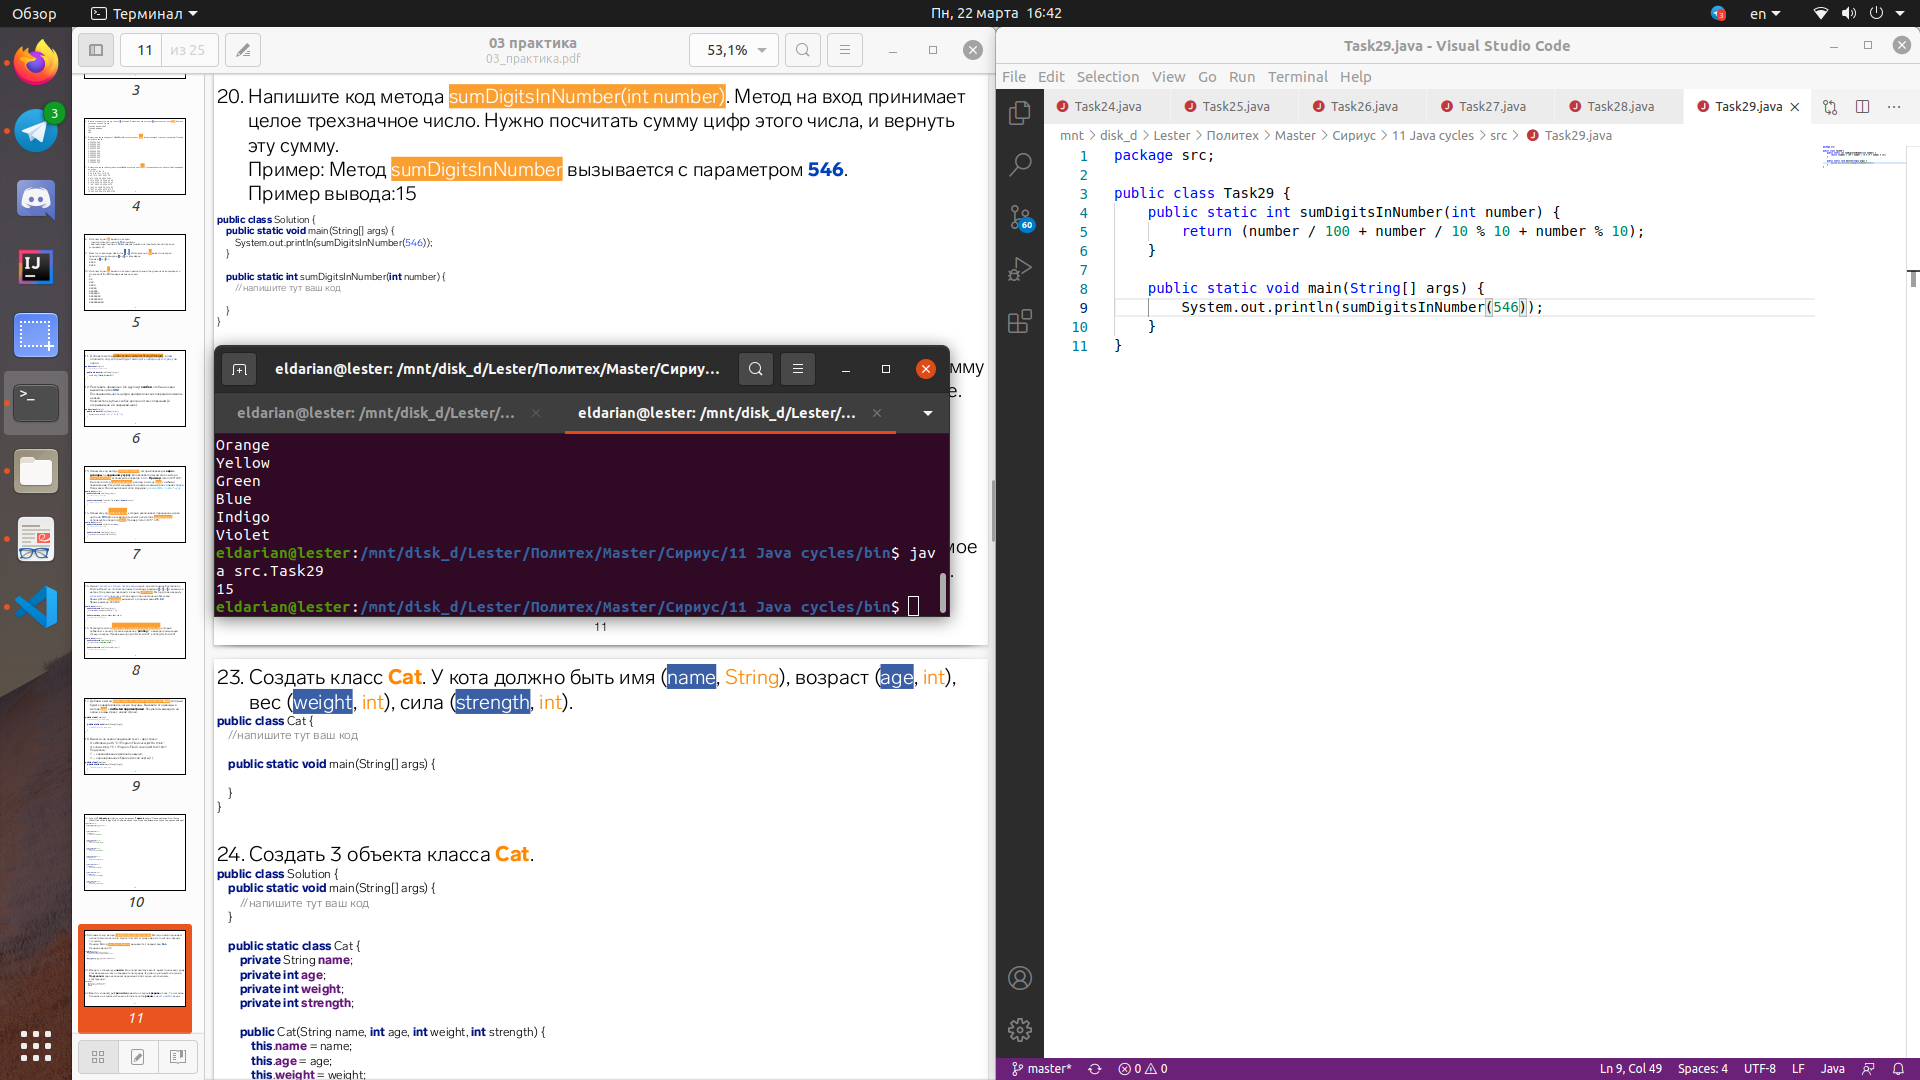 Обзор
Терминал
Пн, 22 марта 16:42
en
3
11 из 25
03 практика
03_практика.pdf
53,1%
3
4
5
6
7
8
9
10
11
20. Напишите код метода sumDigitsInNumber(int number). Метод на вход принимает
целое трехзначное число. Нужно посчитать сумму цифр этого числа, и вернуть
эту сумму.
Пример: Метод sumDigitsInNumber вызывается с параметром 546.
Пример вывода:15
public class Solution {
public static void main(String[] args) {
System.out.println(sumDigitsInNumber(546));
}
public static int sumDigitsInNumber(int number) {
//напишите тут ваш код
}
}
мму
е.
eldarian@lester: /mnt/disk_d/Lester/Политех/Master/Сириу...
eldarian@lester: /mnt/disk_d/Lester/...
eldarian@lester: /mnt/disk_d/Lester/...
Orange
Yellow
Green
Blue
Indigo
Violet
eldarian@lester:/mnt/disk_d/Lester/Политех/Master/Сириус/11 Java cycles/bin$ jav
a src.Task29
15
eldarian@lester:/mnt/disk_d/Lester/Политех/Master/Сириус/11 Java cycles/bin$
мое
11
23. Создать класс Cat. У кота должно быть имя (name, String), возраст (age, int),
вес (weight, int), сила (strength, int).
public class Cat {
//напишите тут ваш код
public static void main(String[] args) {
}
}
24. Создать 3 объекта класса Cat.
public class Solution {
public static void main(String[] args) {
//напишите тут ваш код
}
public static class Cat {
private String name;
private int age;
private int weight;
private int strength;
public Cat(String name, int age, int weight, int strength) {
this.name = name;
this.age = age;
this.weight = weight;
Task29.java - Visual Studio Code
File Edit Selection View Go Run Terminal Help
Task24.java Task25.java Task26.java Task27.java Task28.java Task29.java
mnt > disk_d > Lester > Политех > Master > Сириус > 11 Java cycles > src > Task29.java
60
1 package src;
2
3 public class Task29 {
4 public static int sumDigitsInNumber(int number) {
5 return (number / 100 + number / 10 % 10 + number % 10);
6 }
7
8 public static void main(String[] args) {
9 System.out.println(sumDigitsInNumber(546));
10 }
11 }
master* 0 0
Ln 9, Col 49 Spaces: 4 UTF-8 LF Java